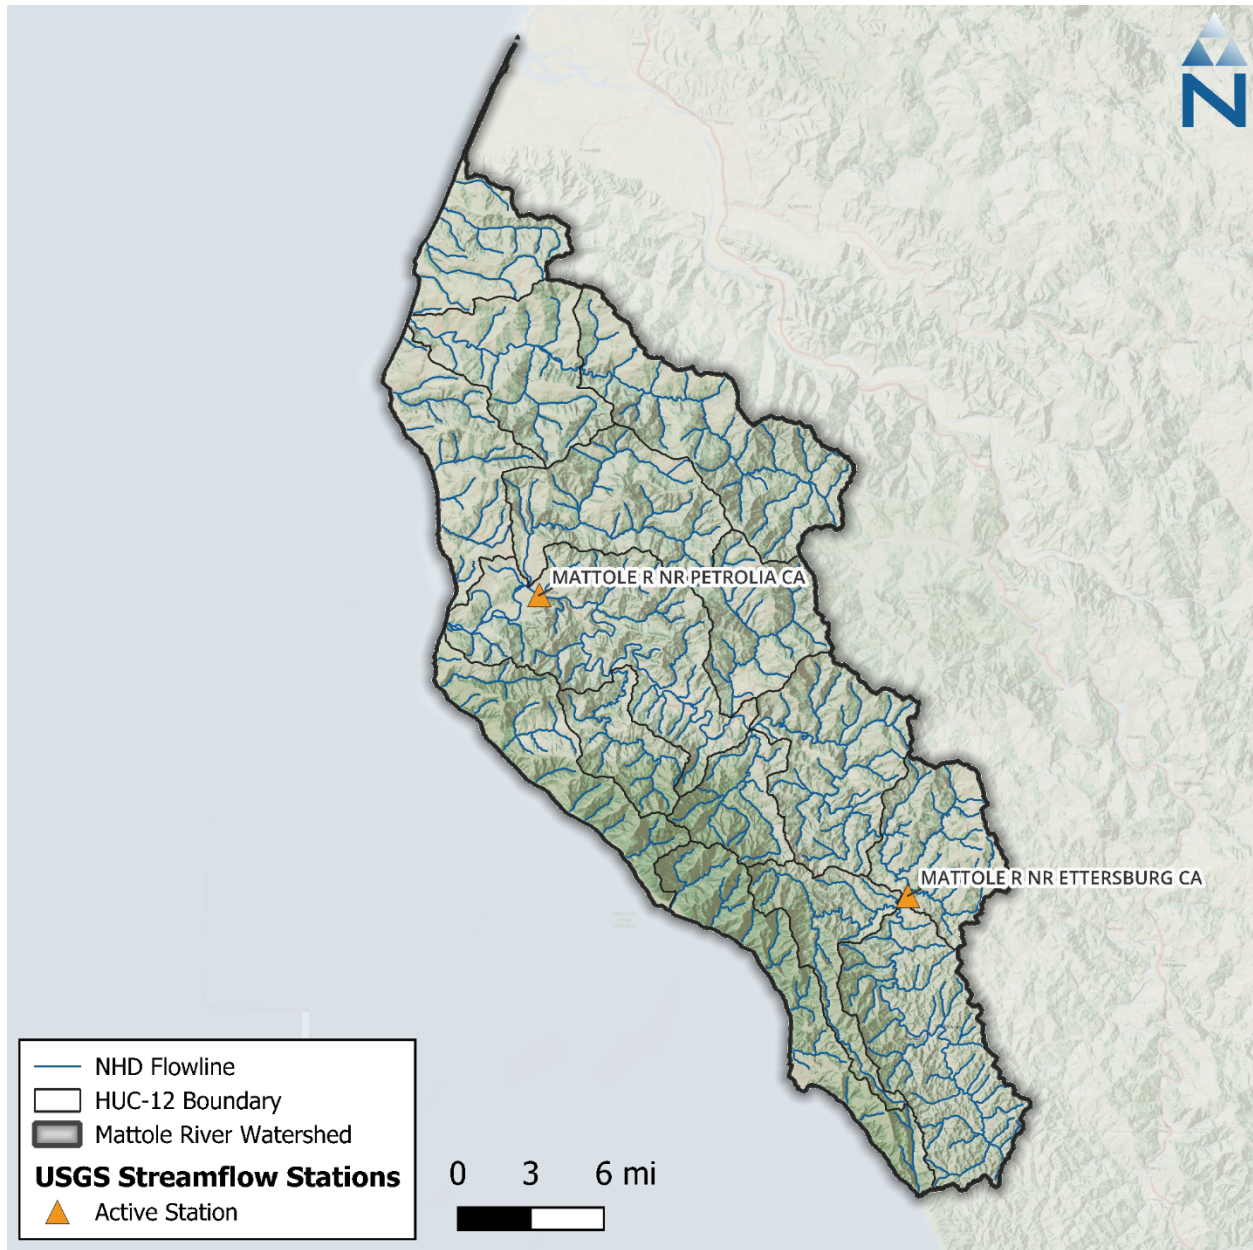 N
MATTOLE R NR PETROLIA CA
MATTOLE R NR ETTERSBURG CA
NHD Flowline
HUC-12 Boundary
Mattole River Watershed
USGS Streamflow Stations
Active Station
0 3 6 mi